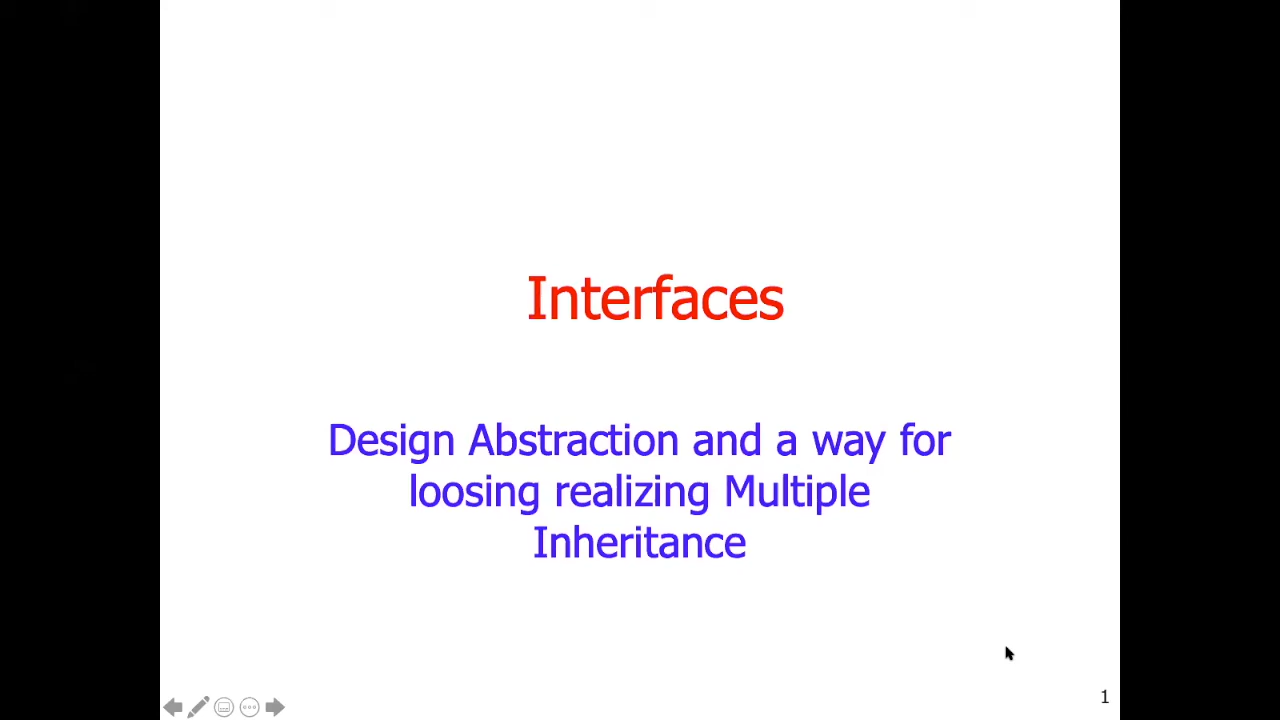 Interfaces
Design Abstraction and a way for
loosing realizing Multiple
Inheritance
1